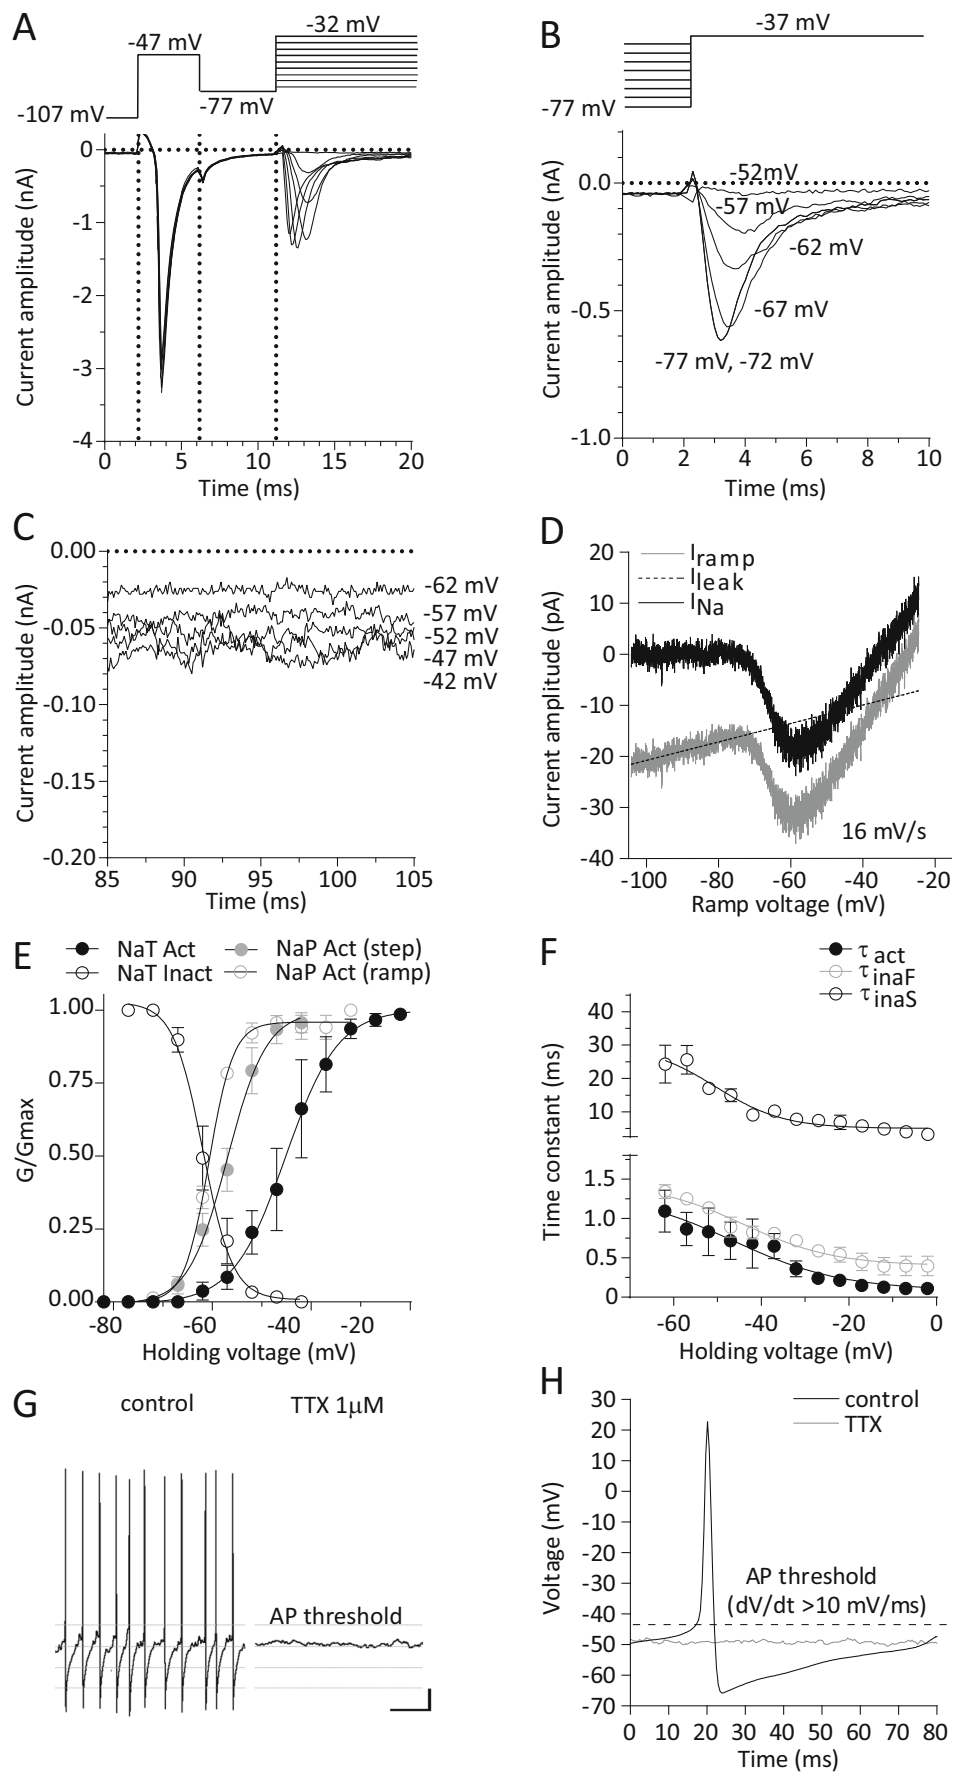 A
-32 mV
-47 mV
-77 mV
-107 mV
0
-1
-2
-3
-4
Current amplitude (nA)
0 5 10 15 20
Time (ms)
B
-37 mV
-77 mV
0.0
-0.5
-1.0
Current amplitude (nA)
-52mV
-57 mV
-62 mV
-67 mV
-77 mV, -72 mV
0 2 4 6 8 10
Time (ms)
C
0.00
-0.05
-0.10
-0.15
-0.20
Current amplitude (nA)
-62 mV
-57 mV
-52 mV
-47 mV
-42 mV
85 90 95 100 105
Time (ms)
D
20
10
0
-10
-20
-30
-40
Current amplitude (pA)
I ramp
I leak
I Na
16 mV/s
-100 -80 -60 -40 -20
Ramp voltage (mV)
E
NaT Act
NaP Act (step)
NaT Inact
NaP Act (ramp)
1.00
0.75
0.50
0.25
0.00
G/Gmax
-80 -60 -40 -20
Holding voltage (mV)
F
τ act
τ inaF
τ inaS
40
30
20
10
1.5
1.0
0.5
0
Time constant (ms)
-60 -40 -20 0
Holding voltage (mV)
G
control
TTX 1μM
AP threshold
H
30
20
10
0
-10
-20
-30
-40
-50
-60
-70
Voltage (mV)
control
TTX
AP threshold
(dV/dt >10 mV/ms)
0 10 20 30 40 50 60 70 80
Time (ms)